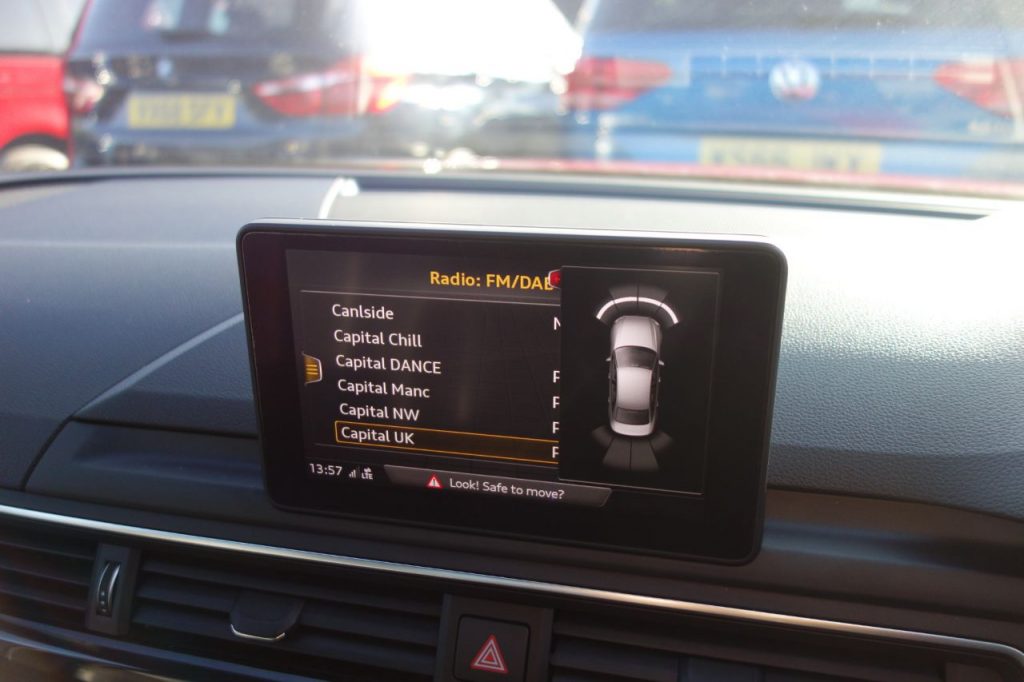 Radio: FM/DAB
CanIside
Capital Chill
Capital DANCE
Capital Manc
Capital NW
Capital UK
13:57
LTE
Look! Safe to move?